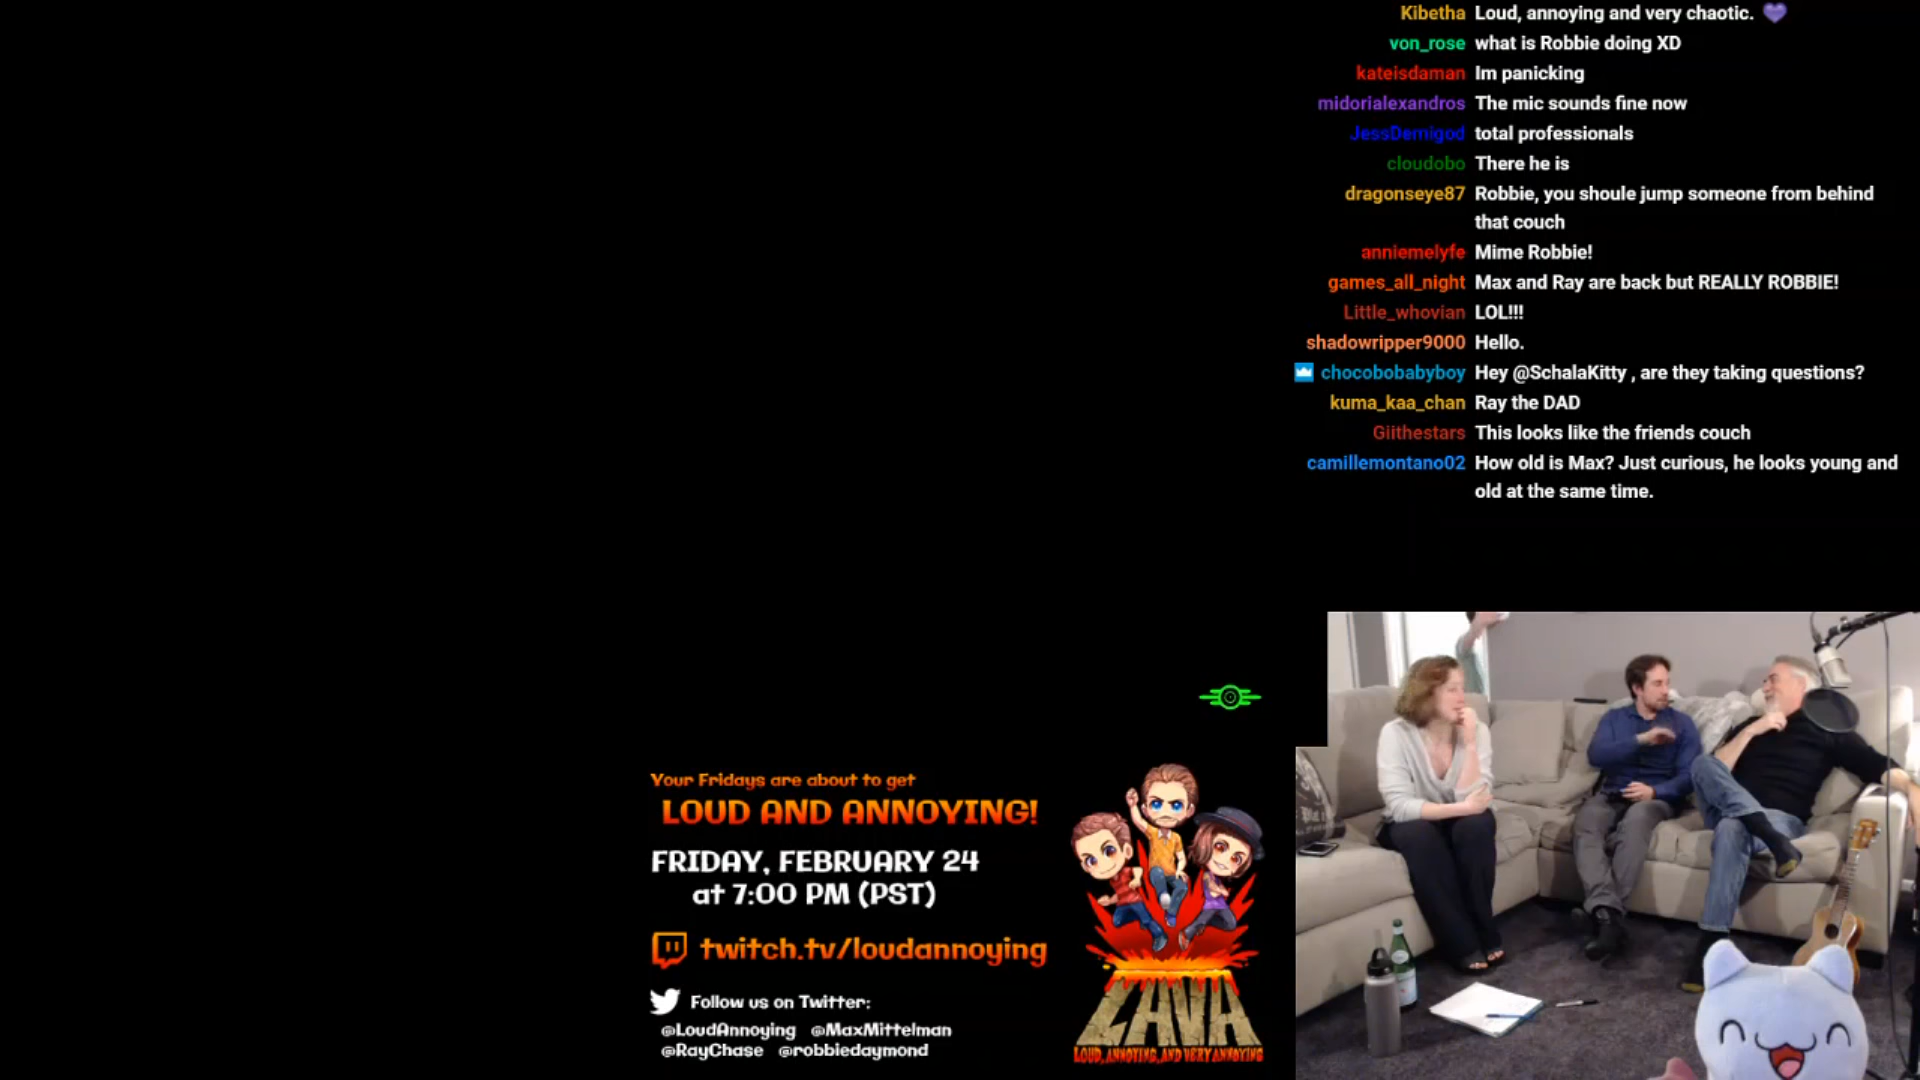 Kibetha Loud, annoying and very chaotic. 💜
von_rose what is Robbie doing XD
kateisdaman Im panicking
midorialexandros The mic sounds fine now
JessDemigod total professionals
cloudobo There he is
dragonseye87 Robbie, you shoule jump someone from behind
that couch
anniemelyfe Mime Robbie!
games_all_night Max and Ray are back but REALLY ROBBIE!
Little_whovian LOL!!!
shadowripper9000 Hello.
chocobobabyboy Hey @SchalaKitty , are they taking questions?
kuma_kaa_chan Ray the DAD
Giithestars This looks like the friends couch
camillemontano02 How old is Max? Just curious, he looks young and
old at the same time.
Your Fridays are about to get
LOUD AND ANNOYING!
FRIDAY, FEBRUARY 24
at 7:00 PM (PST)
twitch.tv/loudannoying
Follow us on Twitter:
@LoudAnnoying @MaxMittelman
@RayChase @robbiedaymond
LAVA
LOUD, ANNOYING, AND VERY ANNOYING